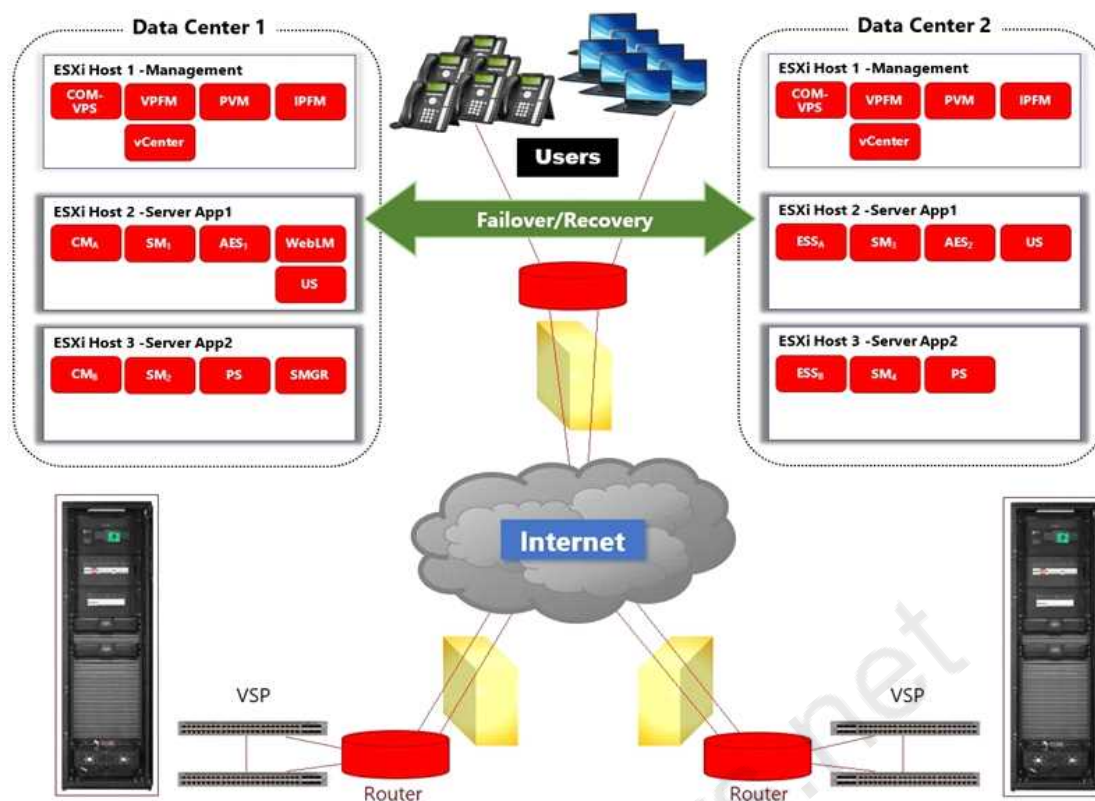 Data Center 1
ESXi Host 1 -Management
COM-
VPS
VPFM
PVM
IPFM
vCenter
ESXi Host 2 -Server App1
CMA
SM1
AES1
WebLM
US
ESXi Host 3 -Server App2
CMB
SM2
PS
SMGR
Users
Failover/Recovery
Data Center 2
ESXi Host 1 -Management
COM-
VPS
VPFM
PVM
IPFM
vCenter
ESXi Host 2 -Server App1
ESSA
SM3
AES2
US
ESXi Host 3 -Server App2
ESSB
SM4
PS
Internet
VSP
Router
VSP
Router